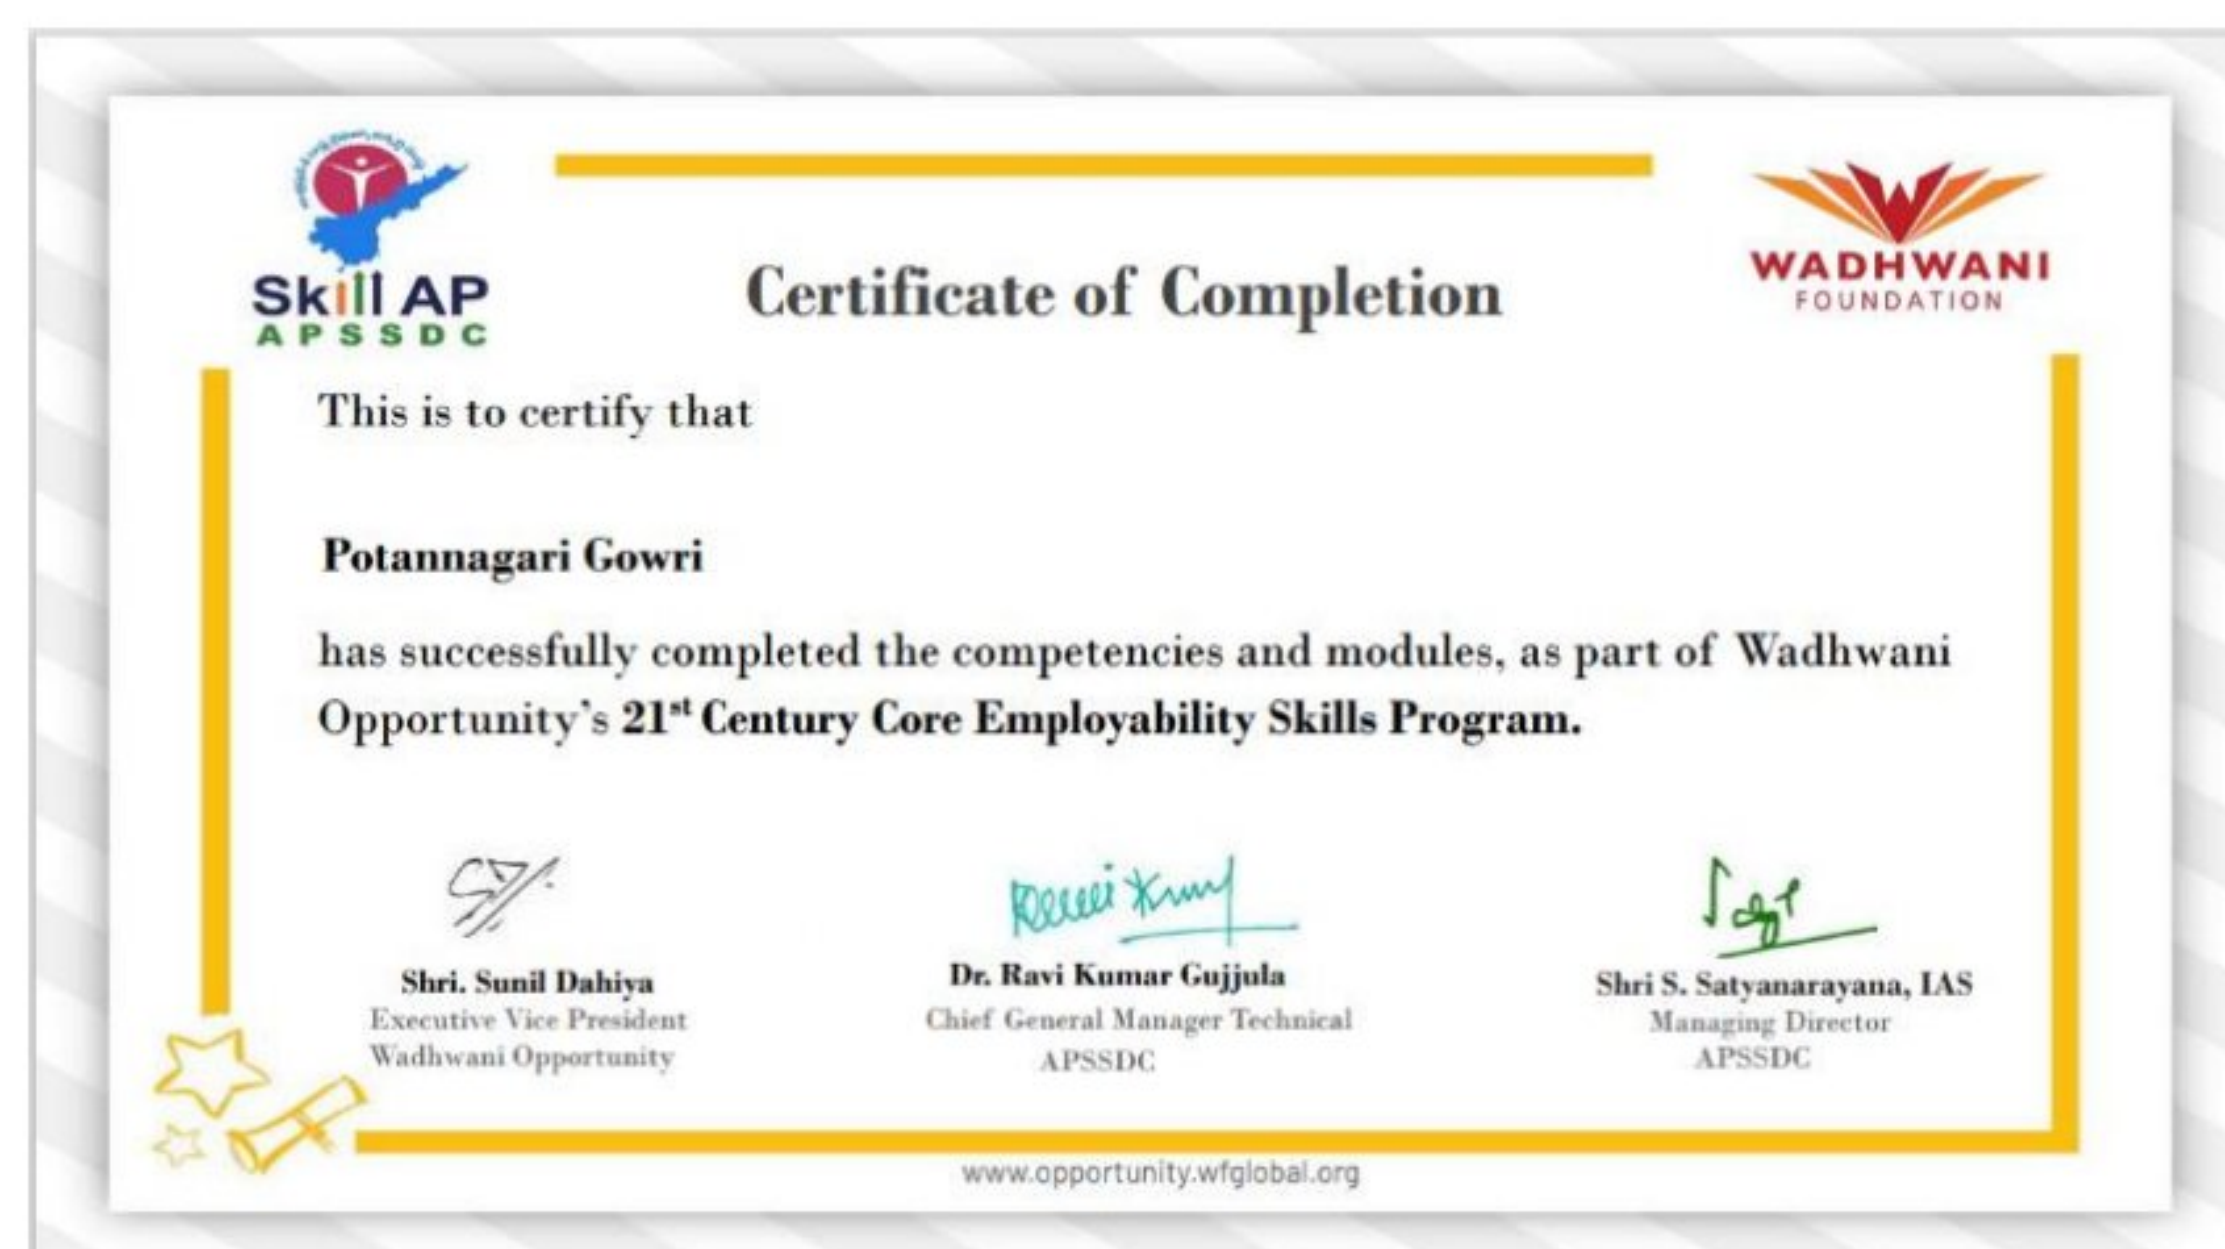 Skill AP
APSSDC
WADHWANI
FOUNDATION
Certificate of Completion
This is to certify that
Potannagari Gowri
has successfully completed the competencies and modules, as part of Wadhwani
Opportunity's 21st Century Core Employability Skills Program.
Shri. Sunil Dahiya
Executive Vice President
Wadhwani Opportunity
Ravi Kumar
Dr. Ravi Kumar Gujjula
Chief General Manager Technical
APSSDC
Shri S. Satyanarayana, IAS
Managing Director
APSSDC
www.opportunity.wfglobal.org